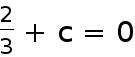 2/3 + c = 0